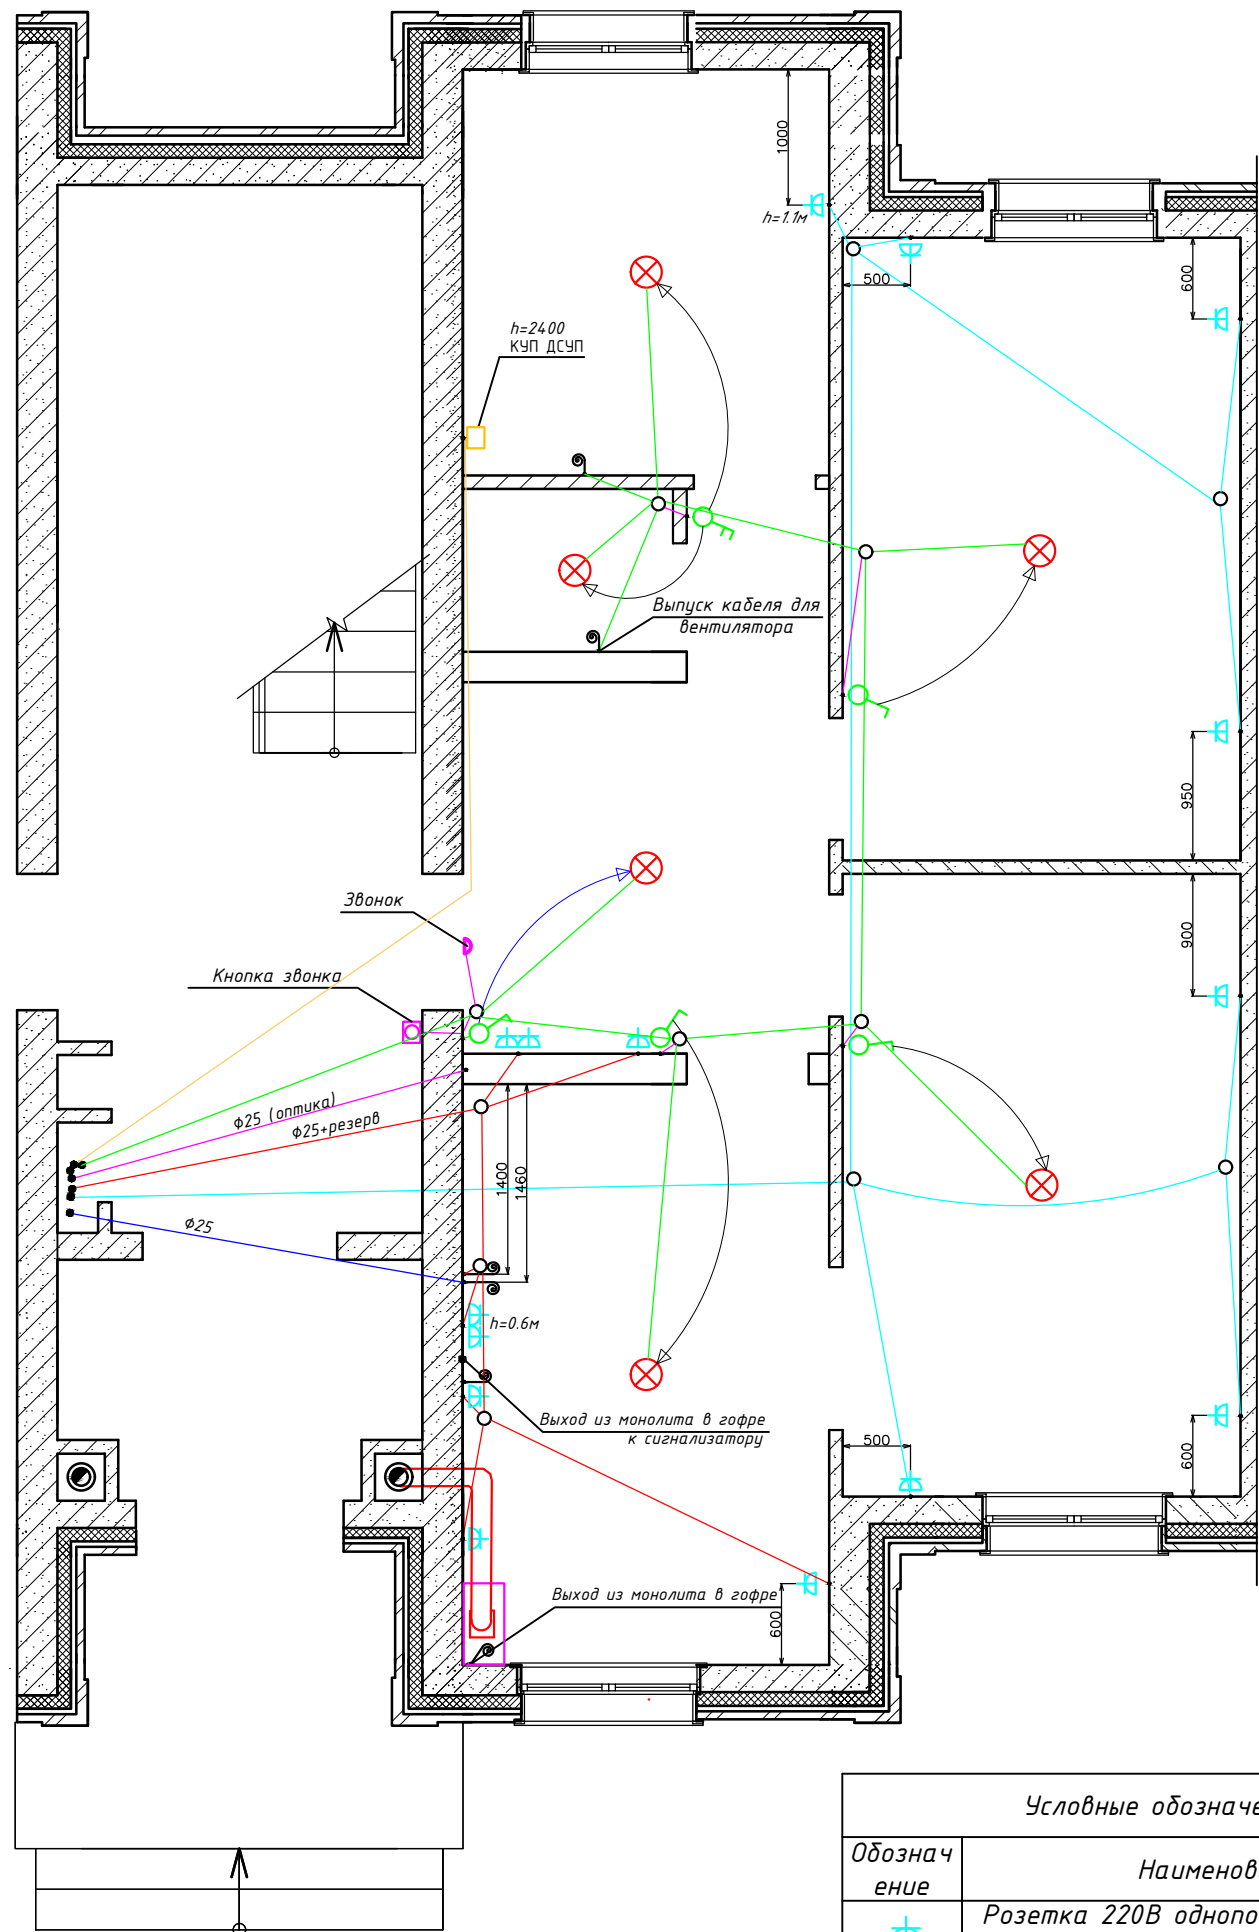 1000
h=1.1м
500
600
h=2400
КУП ДСУП
Выпуск кабеля для
вентилятора
950
Звонок
900
Кнопка звонка
Ф25 (оптика)
Ф25+резерв
1400
1460
Ф25
h=0.6м
Выход из монолита в гофре
к сигнализатору
500
600
Выход из монолита в гофре
600
Условные обозначе
Обознач
ение
Наименов
Розетка 220В однопо